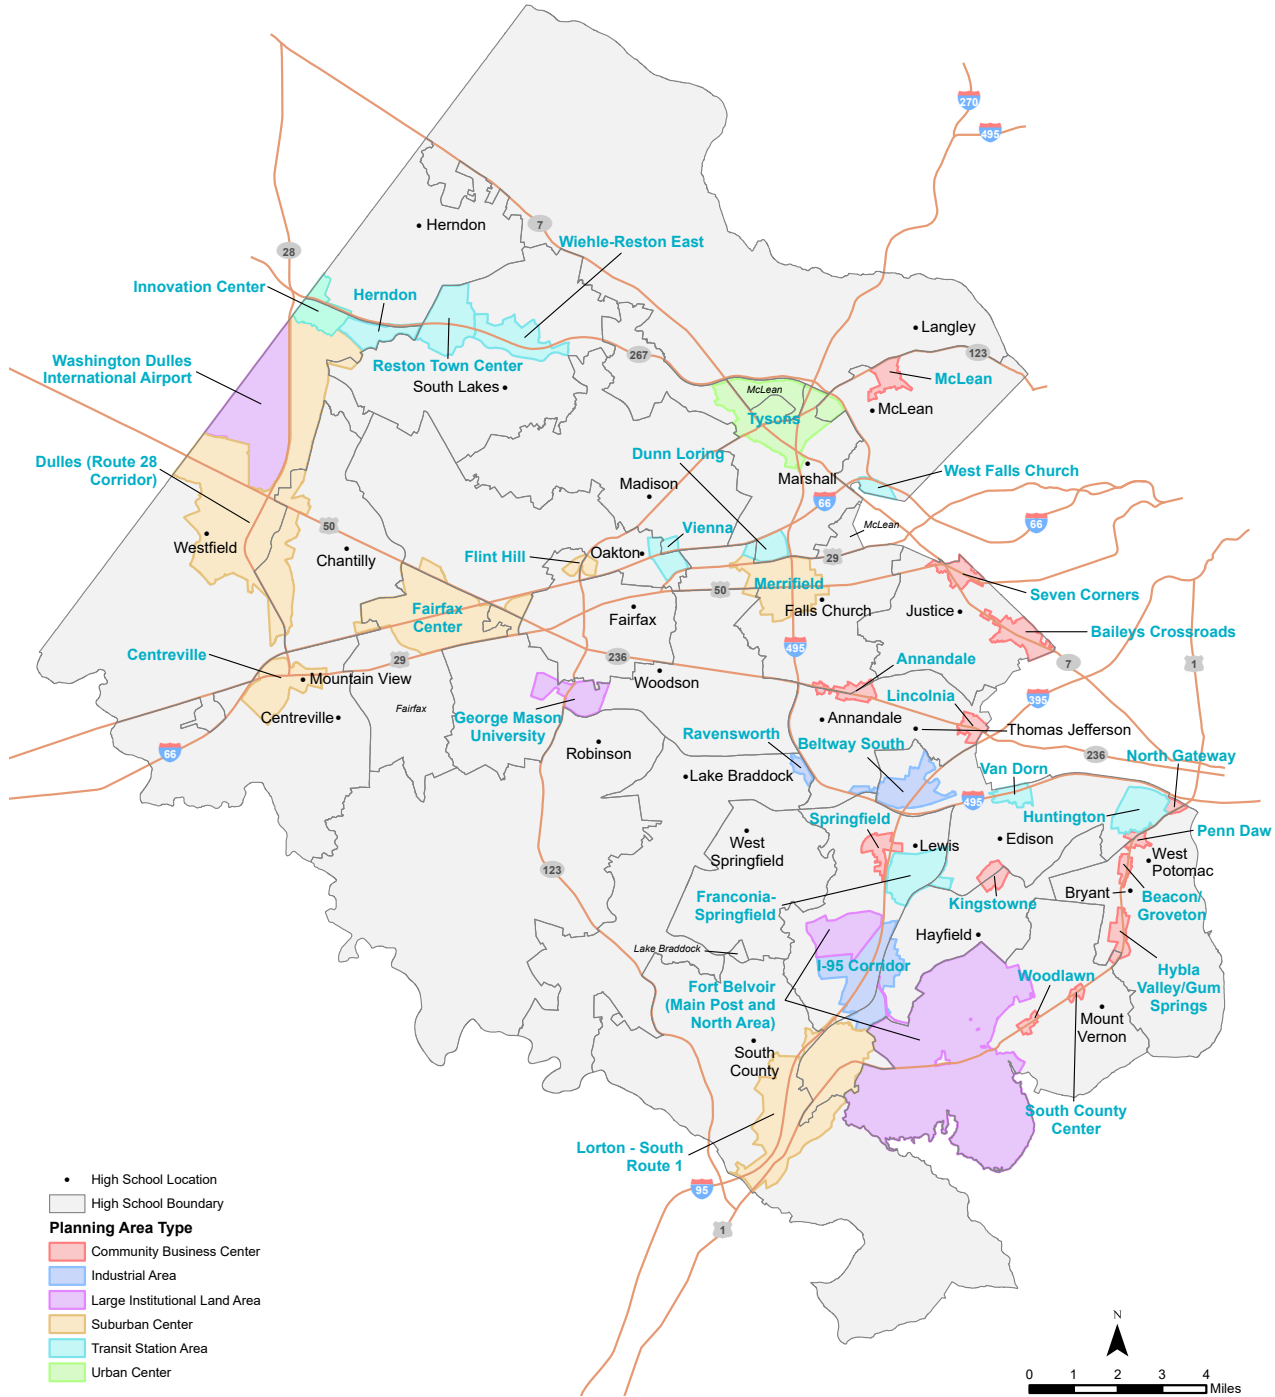 270
495
Herndon
7
28
Wiehle-Reston East
Innovation Center
Herndon
Langley
123
267
Washington Dulles
International Airport
Reston Town Center
South Lakes
McLean
McLean
McLean
Tysons
Dunn Loring
Dulles (Route 28
Corridor)
Marshall
West Falls Church
Madison
66
50
Westfield
Chantilly
Vienna
McLean
66
Flint Hill
Oakton
29
50
Merrifield
Seven Corners
Fairfax
Center
Falls Church
Justice
Fairfax
Baileys Crossroads
495
Centreville
29
236
Annandale
7
1
Mountain View
Woodson
Lincolnia
395
Fairfax
Centreville
George Mason
University
Annandale
Thomas Jefferson
Ravensworth
Beltway South
66
Robinson
236
North Gateway
Lake Braddock
Van Dorn
495
Huntington
Springfield
Penn Daw
West
Springfield
Lewis
Edison
West
Potomac
123
Franconia-
Springfield
Kingstowne
Bryant
Beacon/
Groveton
Hayfield
Lake Braddock
I-95 Corridor
Woodlawn
Hybla
Valley/Gum
Springs
Fort Belvoir
(Main Post and
North Area)
Mount
Vernon
South
County
South County
Center
Lorton - South
Route 1
95
1
High School Location
High School Boundary
Planning Area Type
Community Business Center
Industrial Area
Large Institutional Land Area
Suburban Center
Transit Station Area
Urban Center
N
0 1 2 3 4
Miles